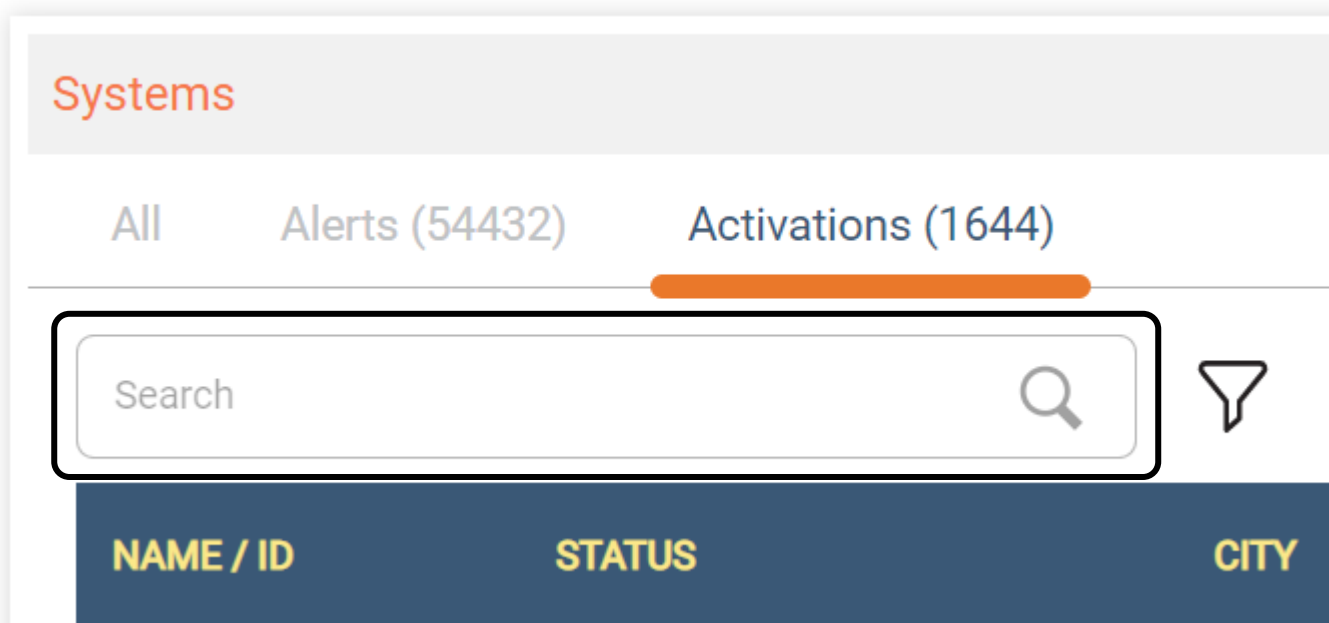 Systems
All Alerts (54432) Activations (1644)
Search
NAME / ID STATUS CITY